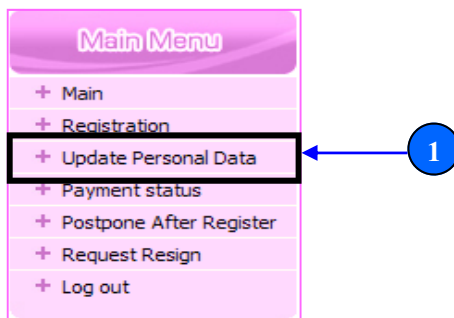 Main Menu
+ Main
+ Registration
+ Update Personal Data
1
+ Payment status
+ Postpone After Register
+ Request Resign
+ Log out